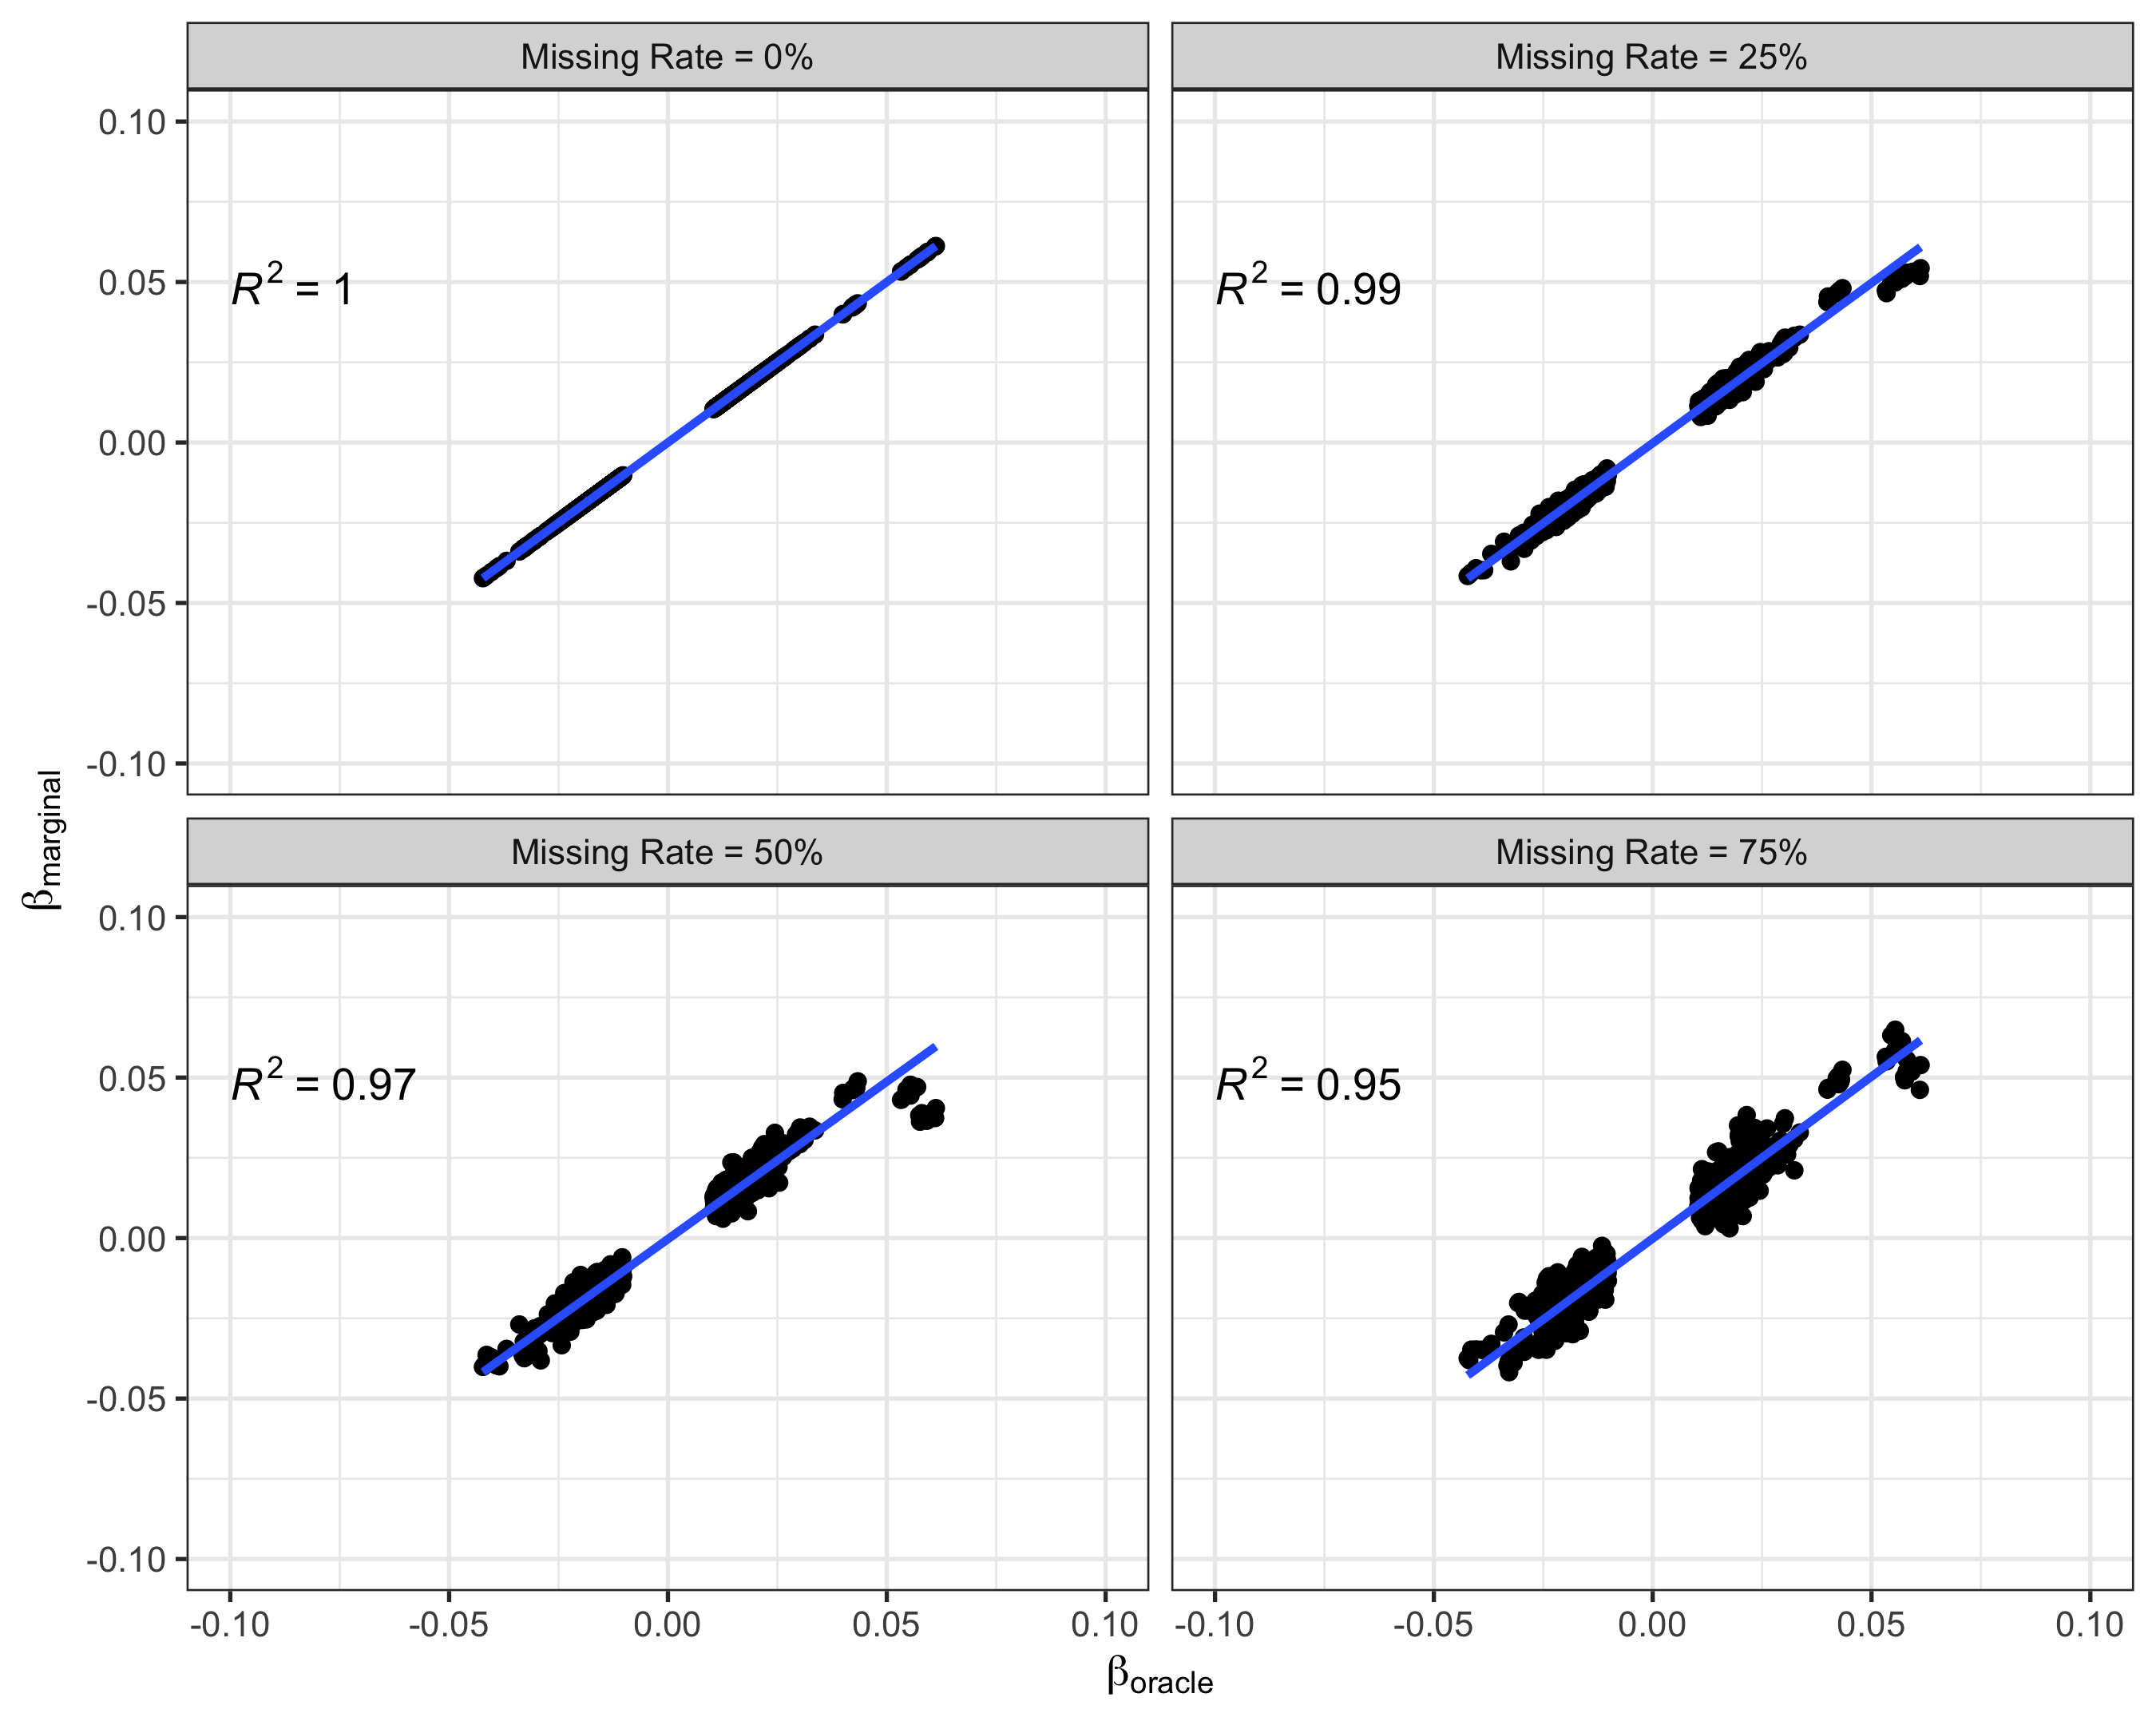 Missing Rate = 0%
Missing Rate = 25%
0.10
0.05
0.00
-0.05
-0.10
R² = 1
R² = 0.99
Missing Rate = 50%
Missing Rate = 75%
0.10
0.05
0.00
-0.05
-0.10
R² = 0.97
R² = 0.95
-0.10 -0.05 0.00 0.05 0.10
-0.10 -0.05 0.00 0.05 0.10
βmarginal
βoracle